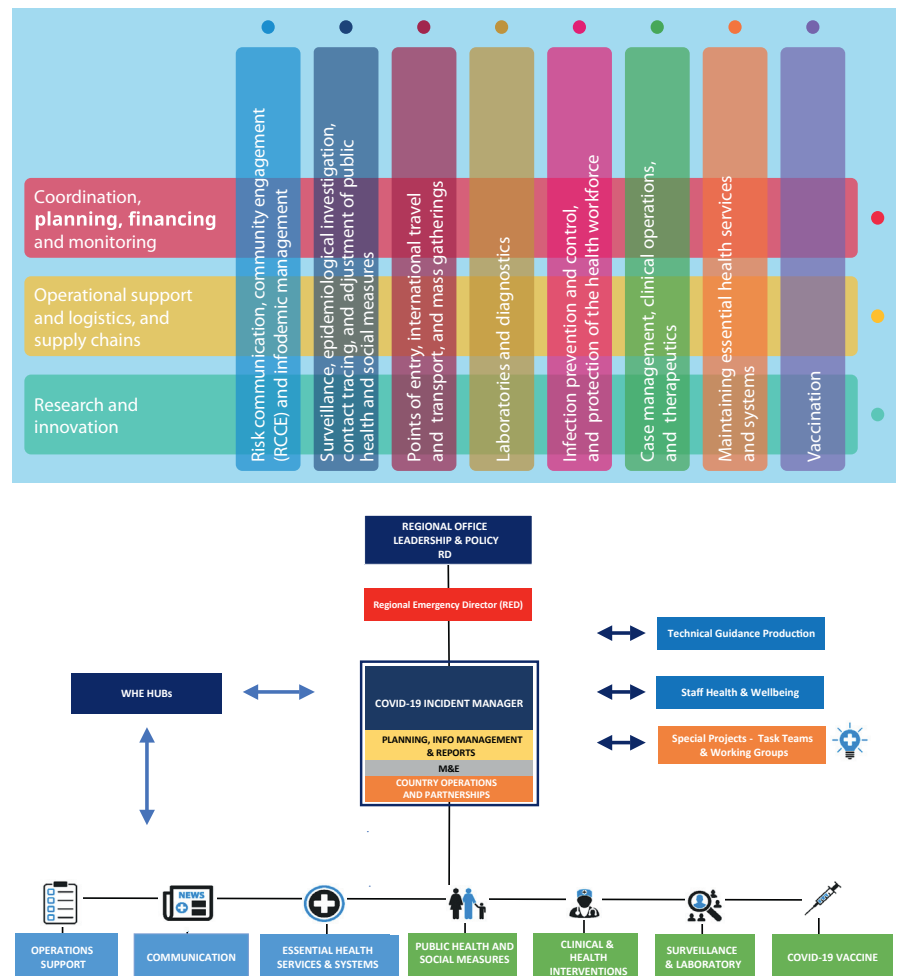 Coordination,
planning, financing
and monitoring
Operational support
and logistics, and
supply chains
Research and
innovation
Risk communication, community engagement
(RCCE) and infodemic management
Surveillance, epidemiological investigation,
contact tracing, and adjustment of public
health and social measures
Points of entry, international travel
and transport, and mass gatherings
Laboratories and diagnostics
Infection prevention and control,
and protection of the health workforce
Case management, clinical operations,
and therapeutics
Maintaining essential health services
and systems
Vaccination
REGIONAL OFFICE
LEADERSHIP & POLICY
RD
Regional Emergency Director (RED)
Technical Guidance Production
WHE HUBs
COVID-19 INCIDENT MANAGER
Staff Health & Wellbeing
PLANNING, INFO MANAGEMENT
& REPORTS
M&E
COUNTRY OPERATIONS
AND PARTNERSHIPS
Special Projects - Task Teams
& Working Groups
NEWS
OPERATIONS
SUPPORT
COMMUNICATION
ESSENTIAL HEALTH
SERVICES & SYSTEMS
PUBLIC HEALTH AND
SOCIAL MEASURES
CLINICAL &
HEALTH
INTERVENTIONS
SURVEILLANCE
& LABORATORY
COVID-19 VACCINE